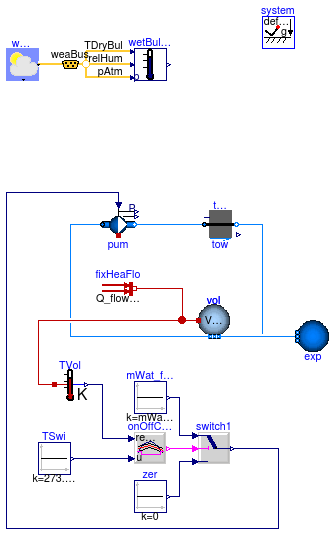 system
def...
g
w...
weaBus
TDryBul
relHum
pAtm
wetBul...
P
pum
t...
tow
fixHeaFlo
Q_flow...
vol
V...
exp
TVol
K
mWat_f...
k=mWa...
onOffC...
re...
u
switch1
TSwi
k=273....
zer
k=0